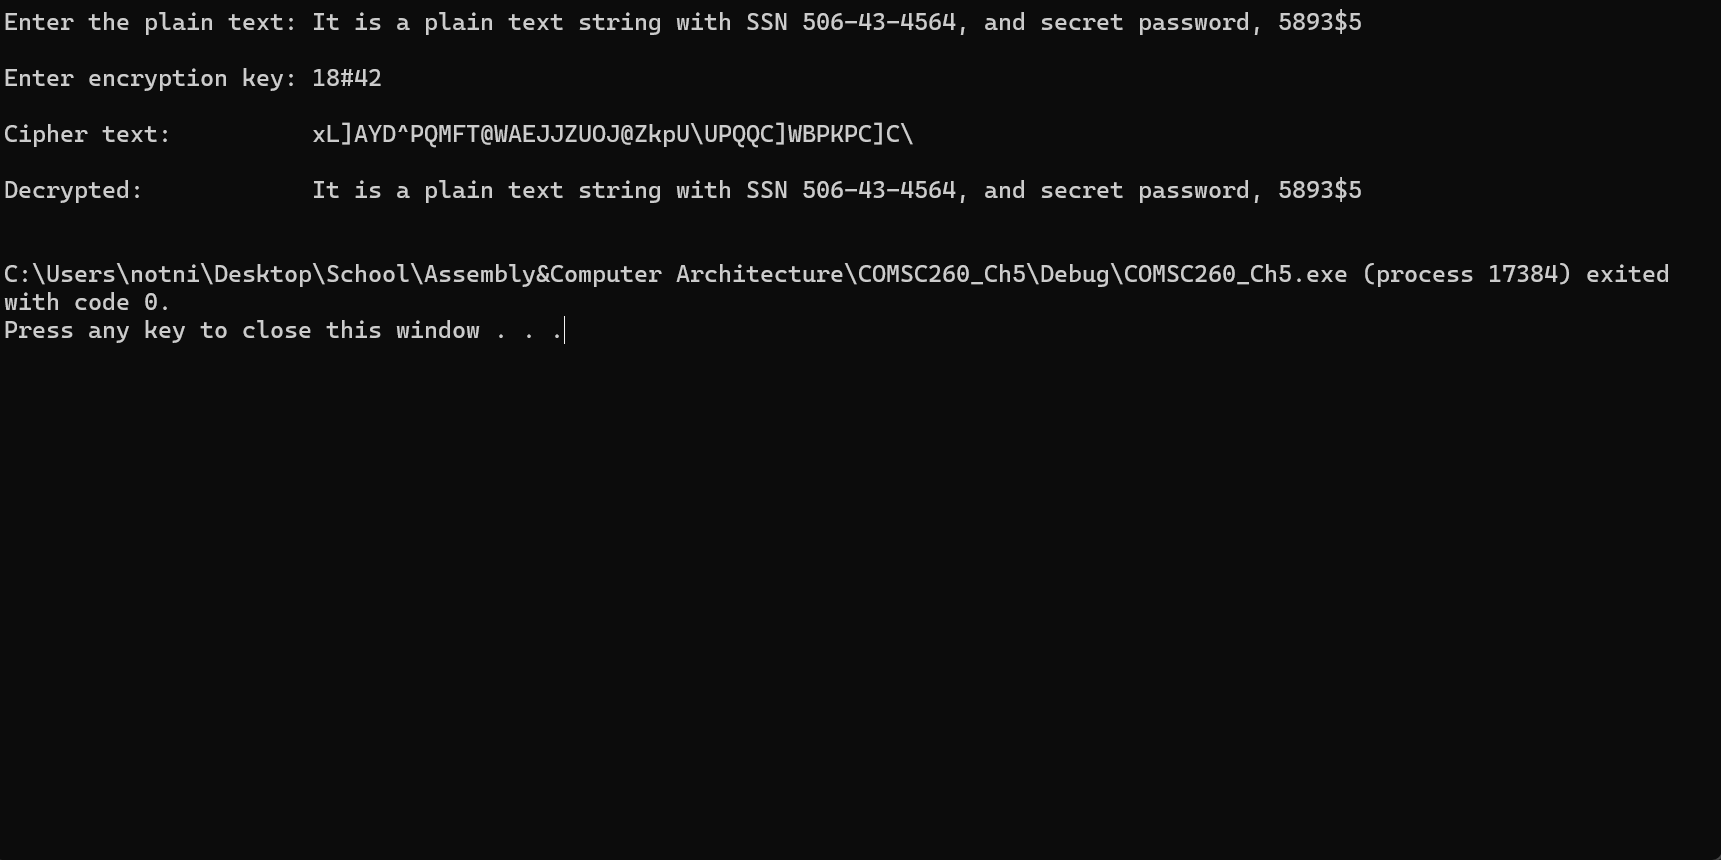 Enter the plain text: It is a plain text string with SSN 506-43-4564, and secret password, 5893$5
Enter encryption key: 18#42
Cipher text: xL]AYD^PQMFT@WAEJJZUOJ@ZkpU\UPQQC]WBPKPC]C\
Decrypted: It is a plain text string with SSN 506-43-4564, and secret password, 5893$5
C:\Users\notni\Desktop\School\Assembly&Computer Architecture\COMSC260_Ch5\Debug\COMSC260_Ch5.exe (process 17384) exited
with code 0.
Press any key to close this window . . .